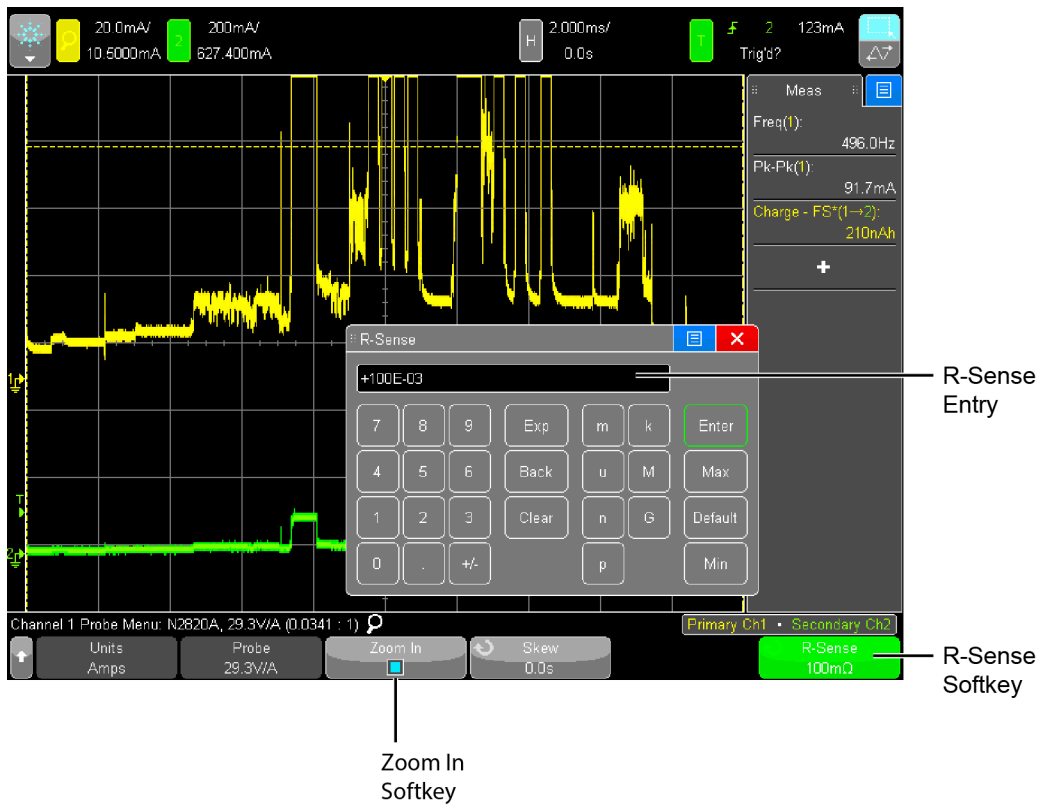 20.0mA/
10.5000mA
2
200mA/
627.400mA
H
2.000ms/
0.0s
T
2
123mA
Trig'd?
Meas
Freq(1):
496.0Hz
Pk-Pk(1):
91.7mA
Charge - FS*(1→2):
210nAh
+
1
T
2
R-Sense
+100E-03
7 8 9 Exp m k Enter
4 5 6 Back u M Max
1 2 3 Clear n G Default
0 . +/- p Min
Channel 1 Probe Menu: N2820A, 29.3V/A (0.0341 : 1)
Primary Ch1 • Secondary Ch2
Units
Amps
Probe
29.3V/A
Zoom In
Skew
0.0s
R-Sense
100mΩ
R-Sense
Entry
R-Sense
Softkey
Zoom In
Softkey